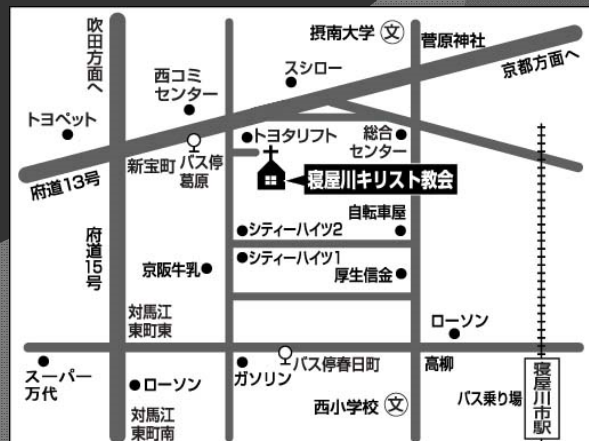 吹田方面へ
摂南大学 文
菅原神社
京都方面へ
西コミ
センター
スシロー
トヨペット
トヨタリフト
総合
センター
新宝町
バス停
葛原
府道13号
寝屋川キリスト教会
府道15号
シティーハイツ2
自転車屋
シティーハイツ1
京阪牛乳
厚生信金
対馬江
東町東
ローソン
スーパー
万代
ガソリン
バス停春日町
高柳
ローソン
対馬江
東町南
西小学校 文
バス乗り場
寝屋川市駅